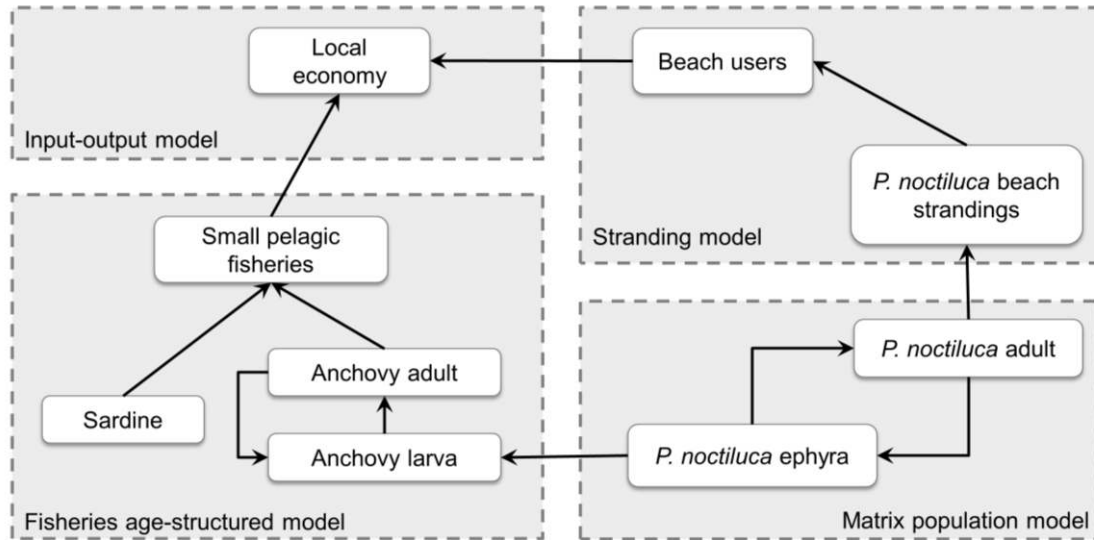 Local
economy
Input-output model
Beach users
P. noctiluca beach
strandings
Stranding model
Small pelagic
fisheries
Anchovy adult
Sardine
Anchovy larva
Fisheries age-structured model
P. noctiluca adult
P. noctiluca ephyra
Matrix population model